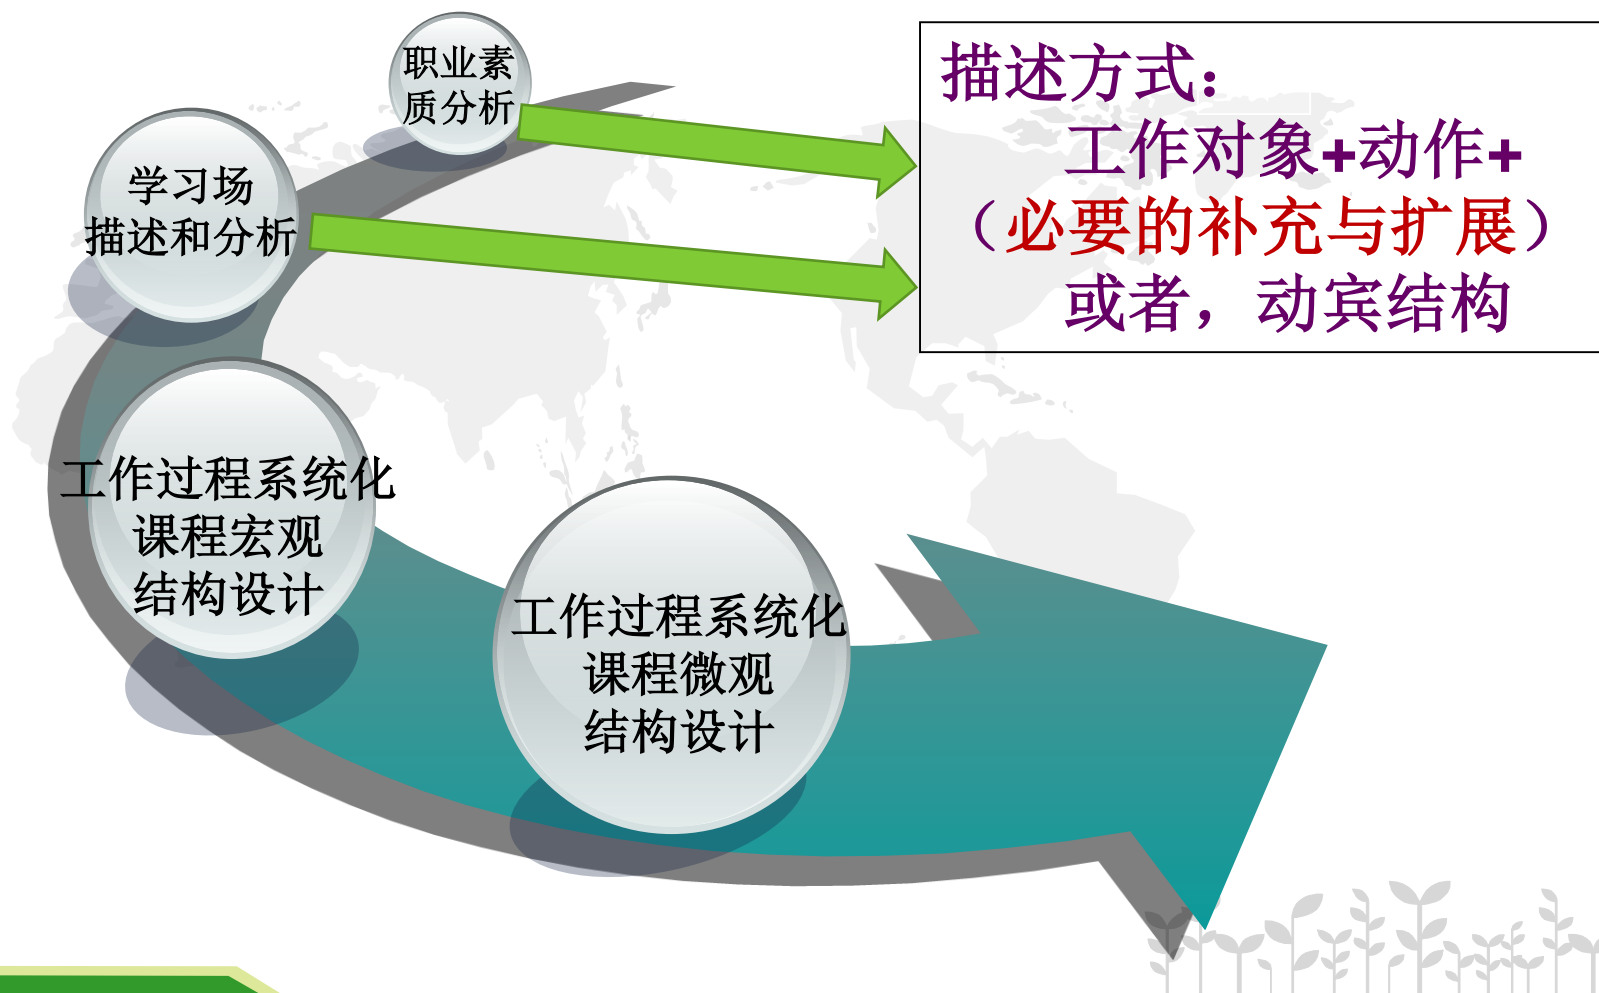 职业素
质分析
学习场
描述和分析
工作过程系统化
课程宏观
结构设计
工作过程系统化
课程微观
结构设计
描述方式：
工作对象+动作+
（必要的补充与扩展）
或者，动宾结构